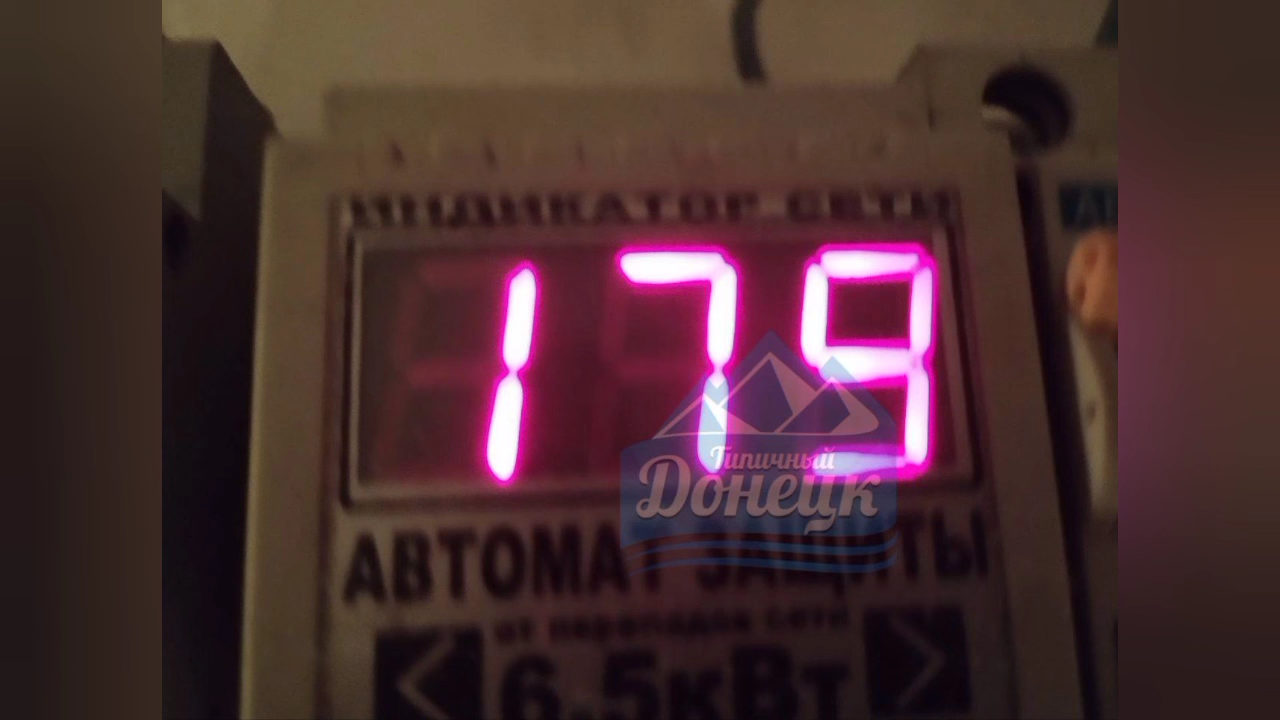 ИНДИКАТОР СЕТИ
179
Типичный
Донецк
АВТОМАТ ЗАЩИТЫ
от перепадов сети
6,5кВт